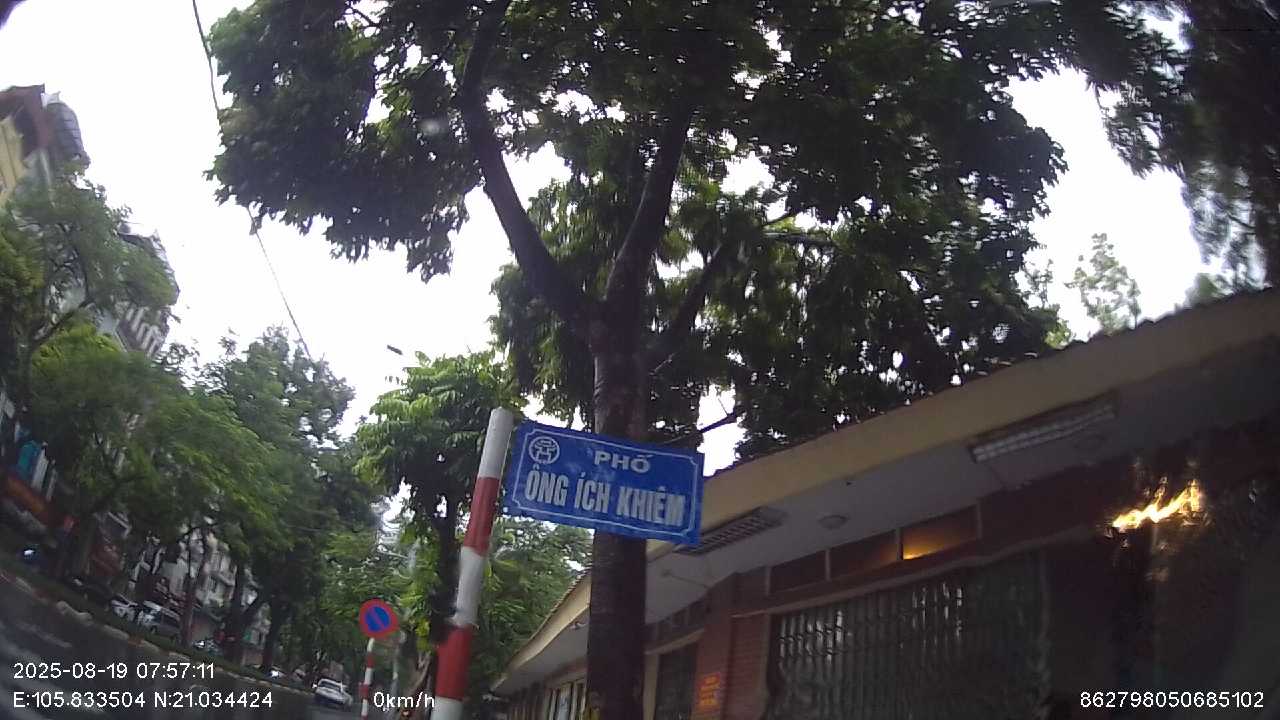 PHỐ
ÔNG ÍCH KHIÊM
2025-08-19 07:57:11
E:105.833504 N:21.034424
0km/h
862798050685102